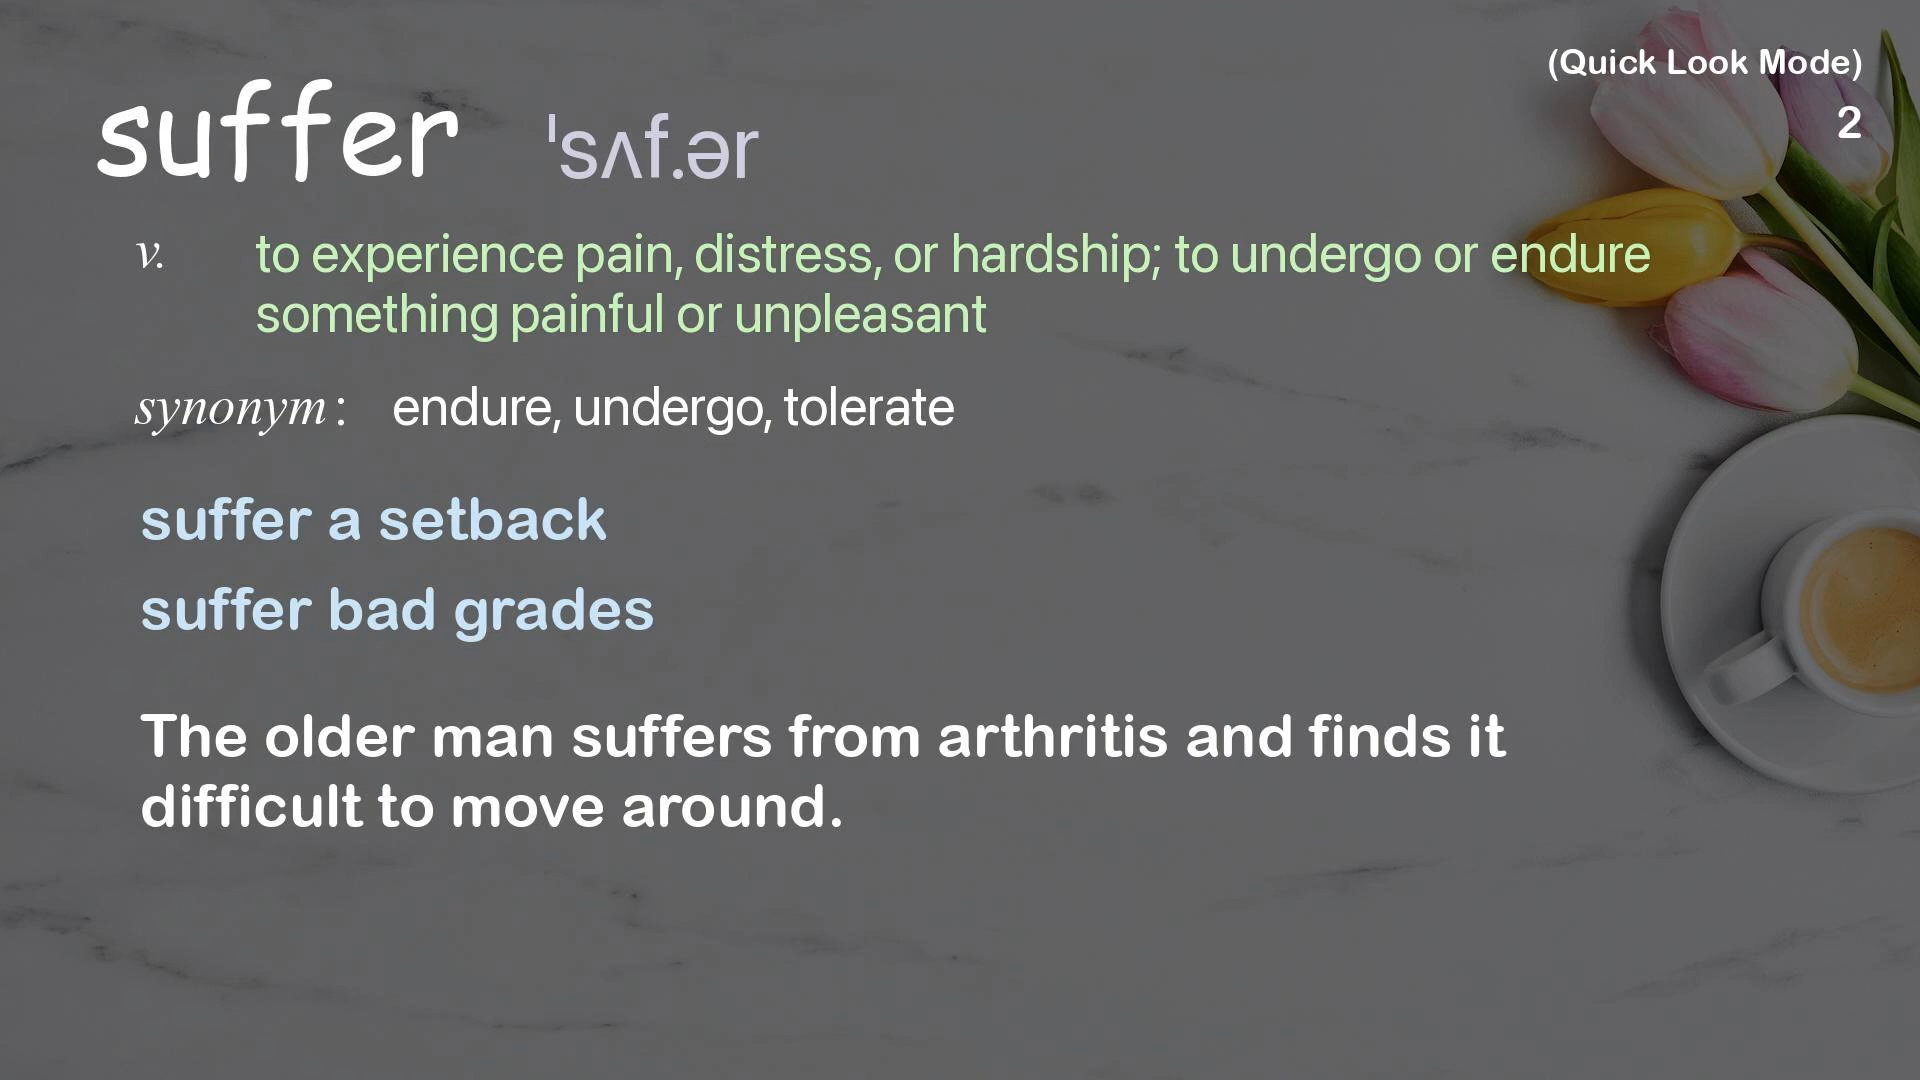 (Quick Look Mode)
2
suffer ˈsʌf.ər
v. to experience pain, distress, or hardship; to undergo or endure
something painful or unpleasant
synonym : endure, undergo, tolerate
suffer a setback
suffer bad grades
The older man suffers from arthritis and finds it
difficult to move around.